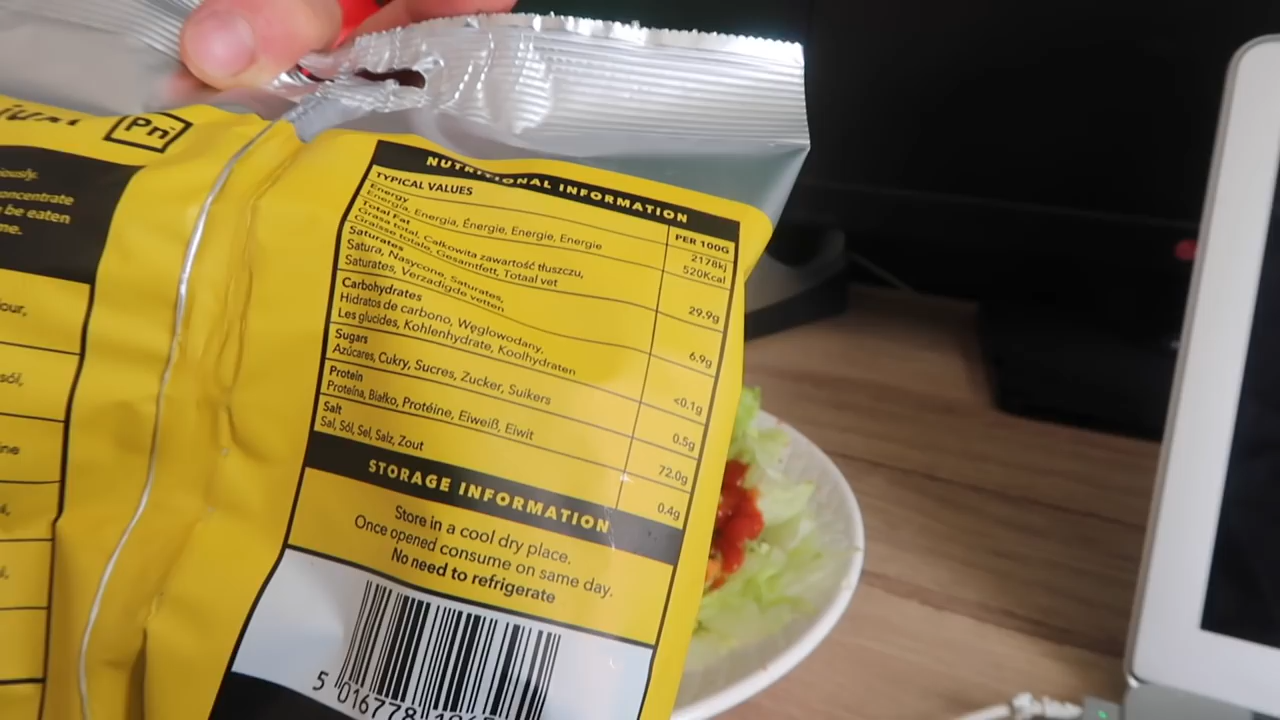 Pn
iously.
oncentrate
be eaten
me.
our,
sól,
ine
NUTRITIONAL INFORMATION
TYPICAL VALUES
PER 100G
Energy
Energía, Energia, Énergie, Energie, Energie
2178kj
520Kcal
Total Fat
Grasa total, Całkowita zawartość tłuszczu,
Graisse totale, Gesamtfett, Totaal vet
29.9g
Saturates
Satura, Nasycone, Saturates,
Saturates, Verzadigde vetten
6.9g
Carbohydrates
Hidratos de carbono, Węglowodany,
Les glucides, Kohlenhydrate, Koolhydraten
<0.1g
Sugars
Azúcares, Cukry, Sucres, Zucker, Suikers
0.5g
Protein
Proteína, Białko, Protéine, Eiweiß, Eiwit
72.0g
Salt
Sal, Sól, Sel, Salz, Zout
0.4g
STORAGE INFORMATION
Store in a cool dry place.
Once opened consume on same day.
No need to refrigerate
5 016778